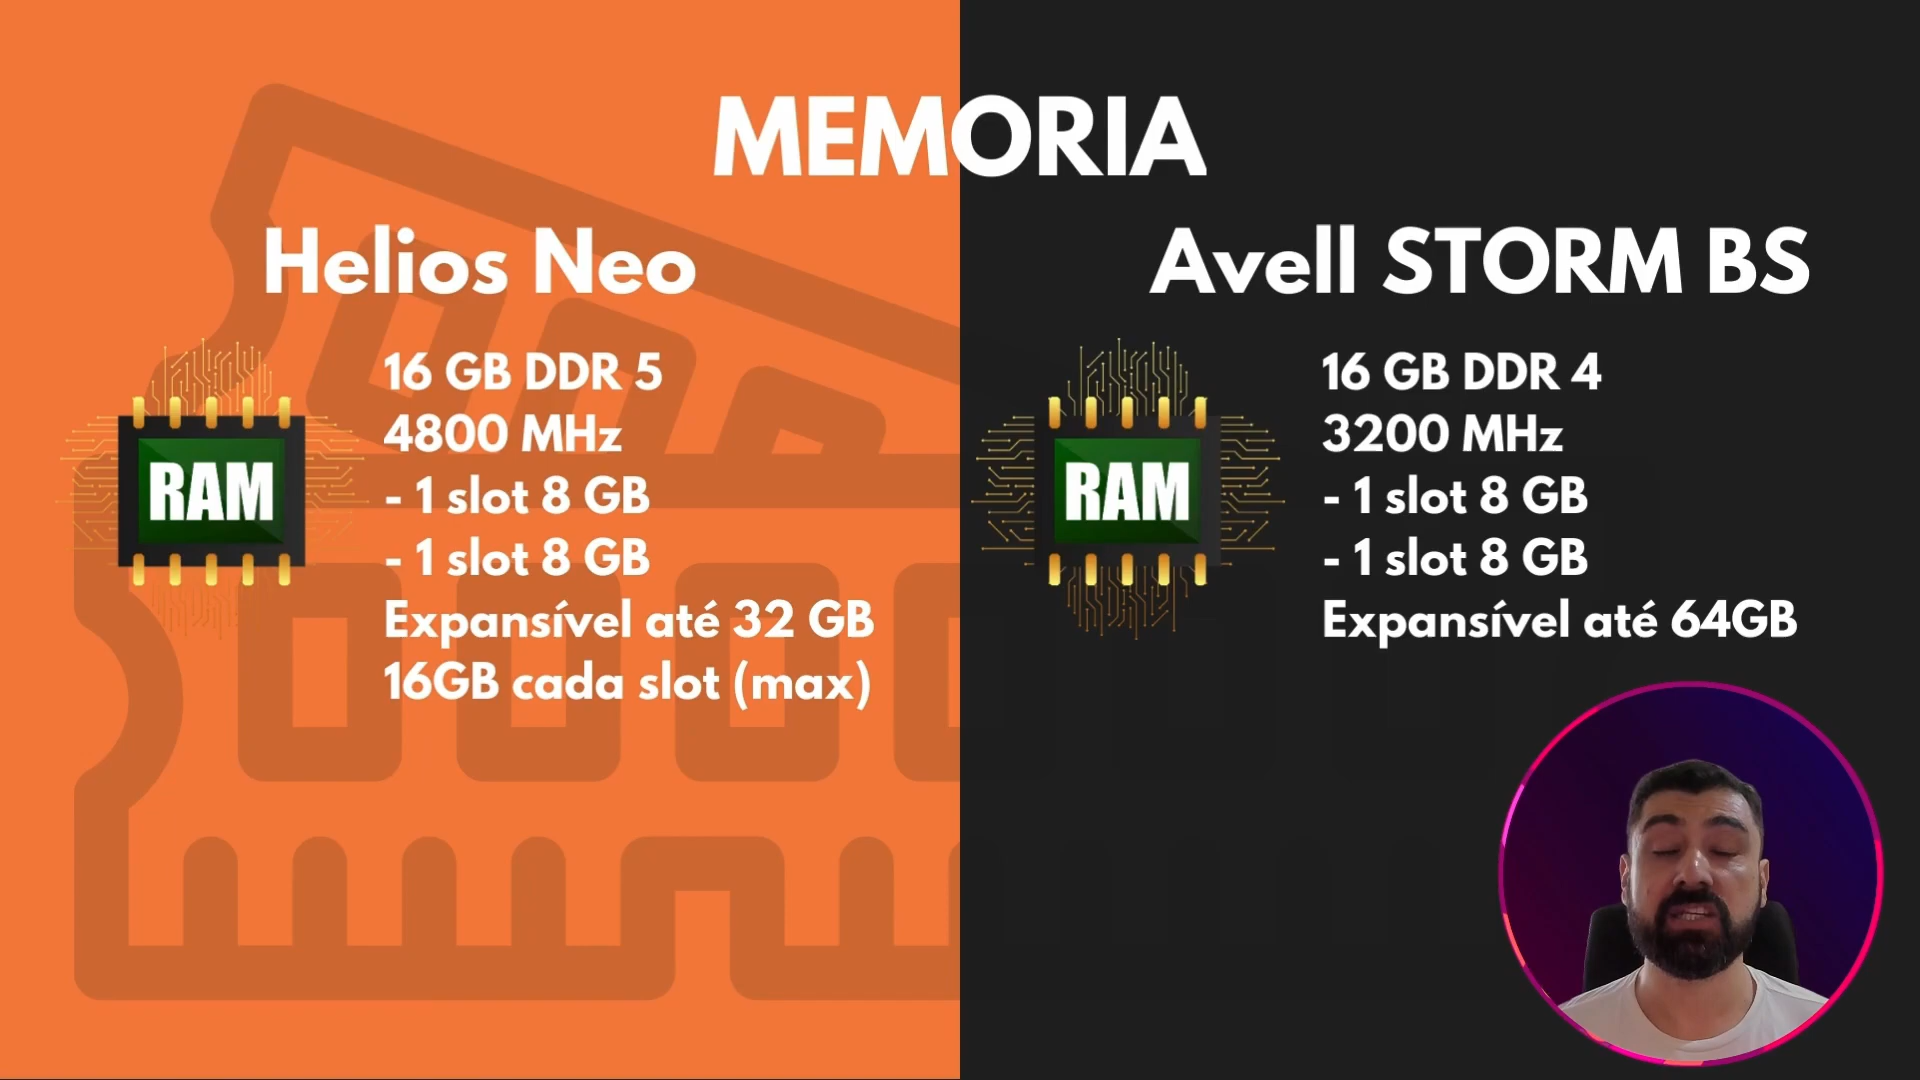 MEMORIA
Helios Neo
RAM
16 GB DDR 5
4800 MHz
- 1 slot 8 GB
- 1 slot 8 GB
Expansível até 32 GB
16GB cada slot (max)
Avell STORM BS
RAM
16 GB DDR 4
3200 MHz
- 1 slot 8 GB
- 1 slot 8 GB
Expansível até 64GB